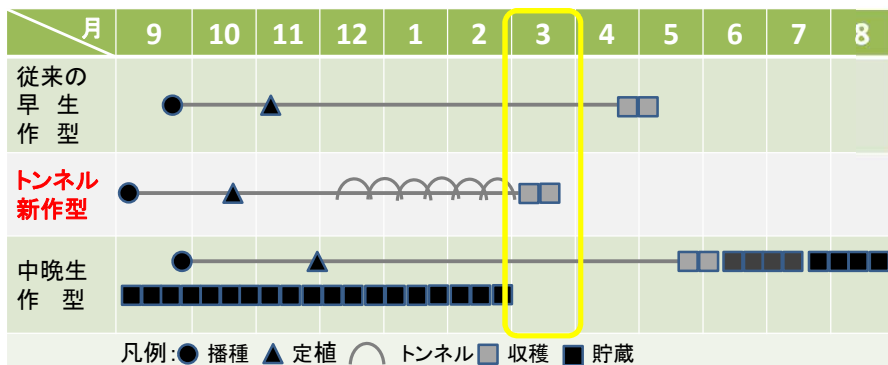 月 9 10 11 12 1 2 3 4 5 6 7 8
従来の
早 生
作 型
トンネル
新作型
中晩生
作 型
凡例: 播種 定植 トンネル 収穫 貯蔵